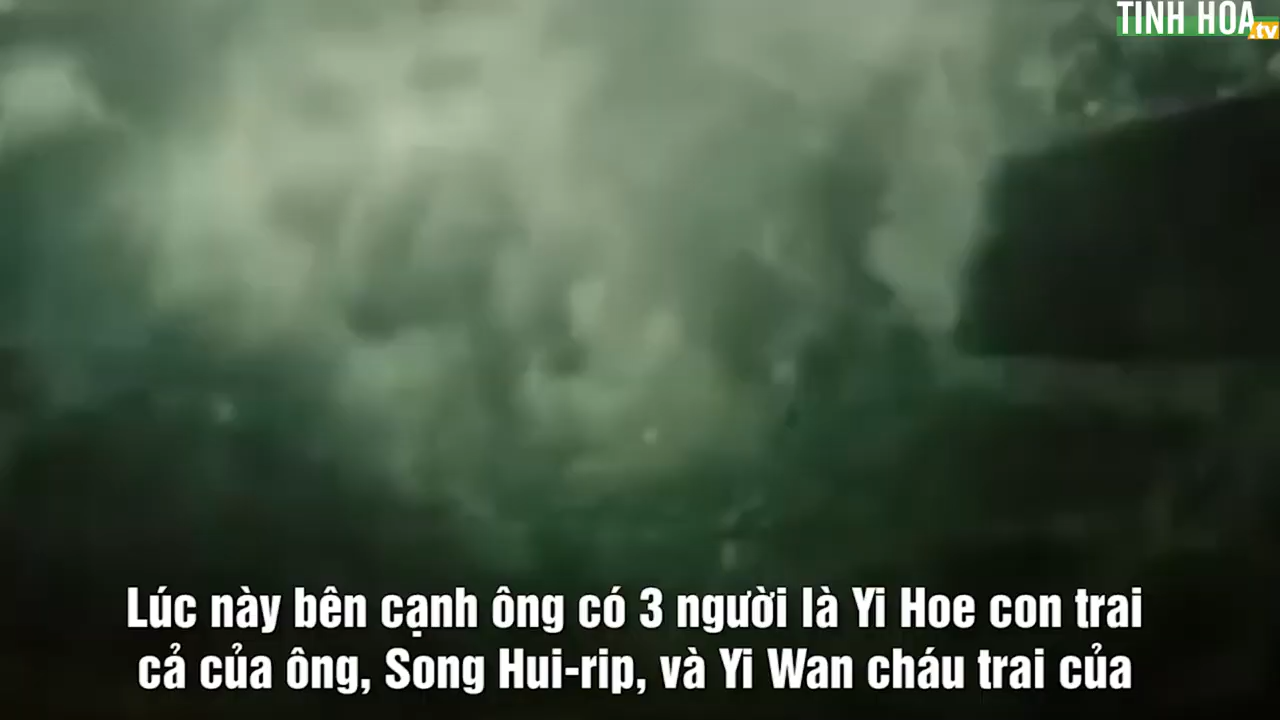 TINH HOA
.tv
Lúc này bên cạnh ông có 3 người là Yi Hoe con trai
cả của ông, Song Hui-rip, và Yi Wan cháu trai của